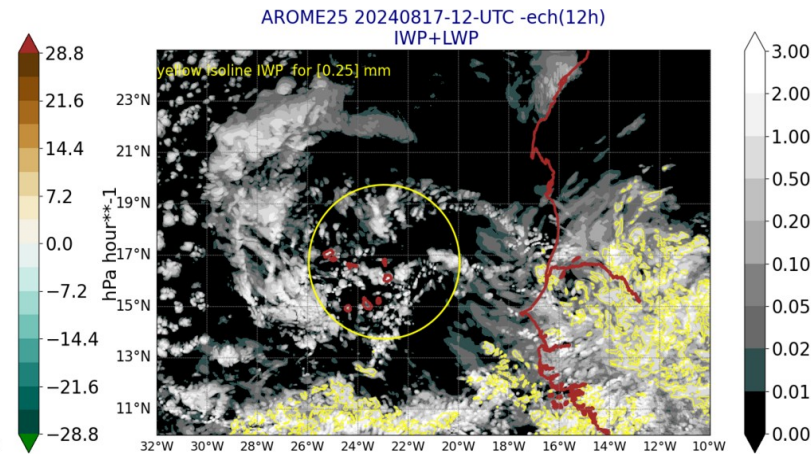 AROME25 20240817-12-UTC -ech(12h)
IWP+LWP
yellow isoline IWP  for [0.25] mm
28.8
21.6
14.4
7.2
0.0
−7.2
−14.4
−21.6
−28.8
hPa hour**-1
23°N
21°N
19°N
17°N
15°N
13°N
11°N
32°W 30°W 28°W 26°W 24°W 22°W 20°W 18°W 16°W 14°W 12°W 10°W
3.00
2.00
1.00
0.50
0.20
0.10
0.05
0.02
0.01
0.00